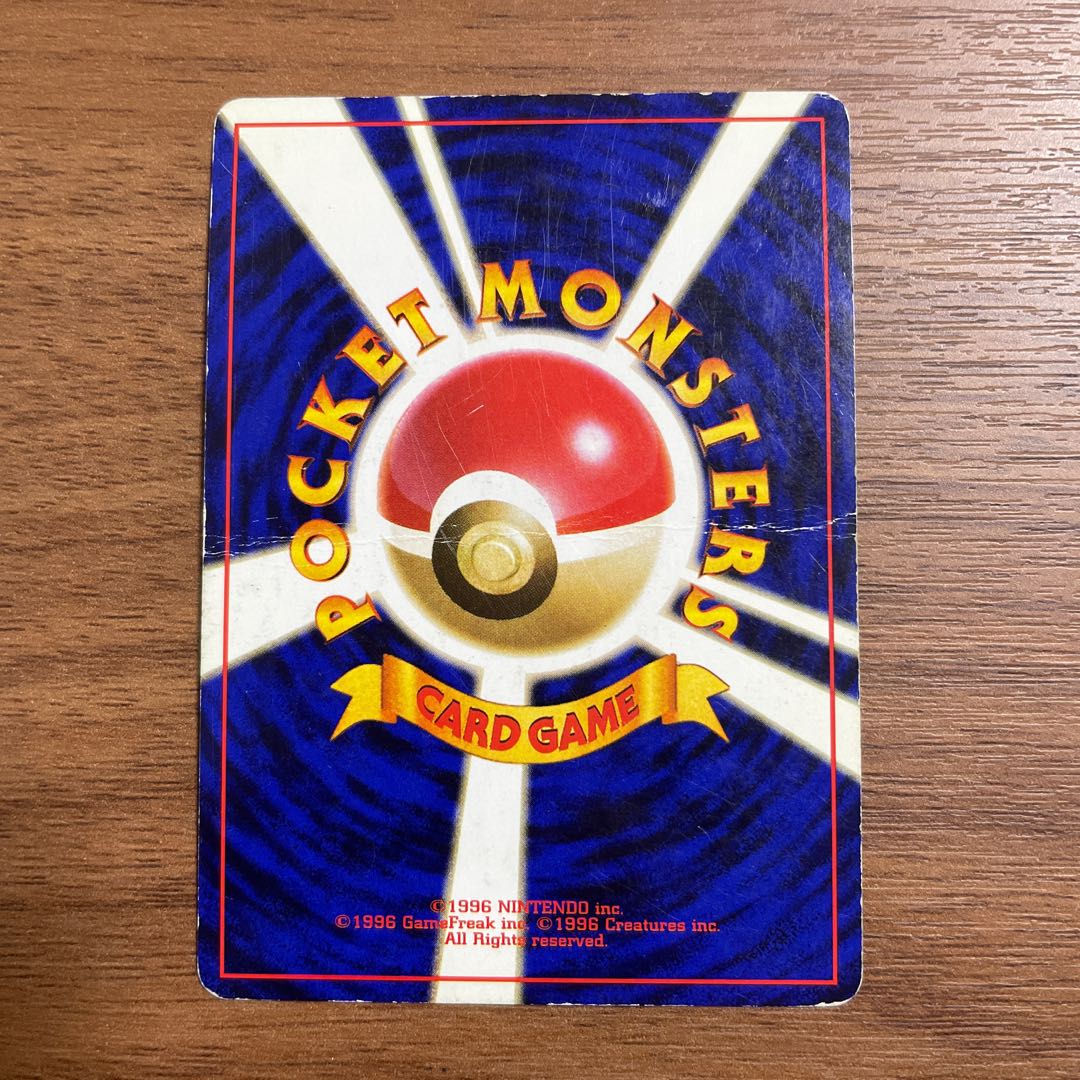 POCKET MONSTERS
CARD GAME
©1996 NINTENDO inc.
©1996 GameFreak inc. ©1996 Creatures inc.
All Rights reserved.